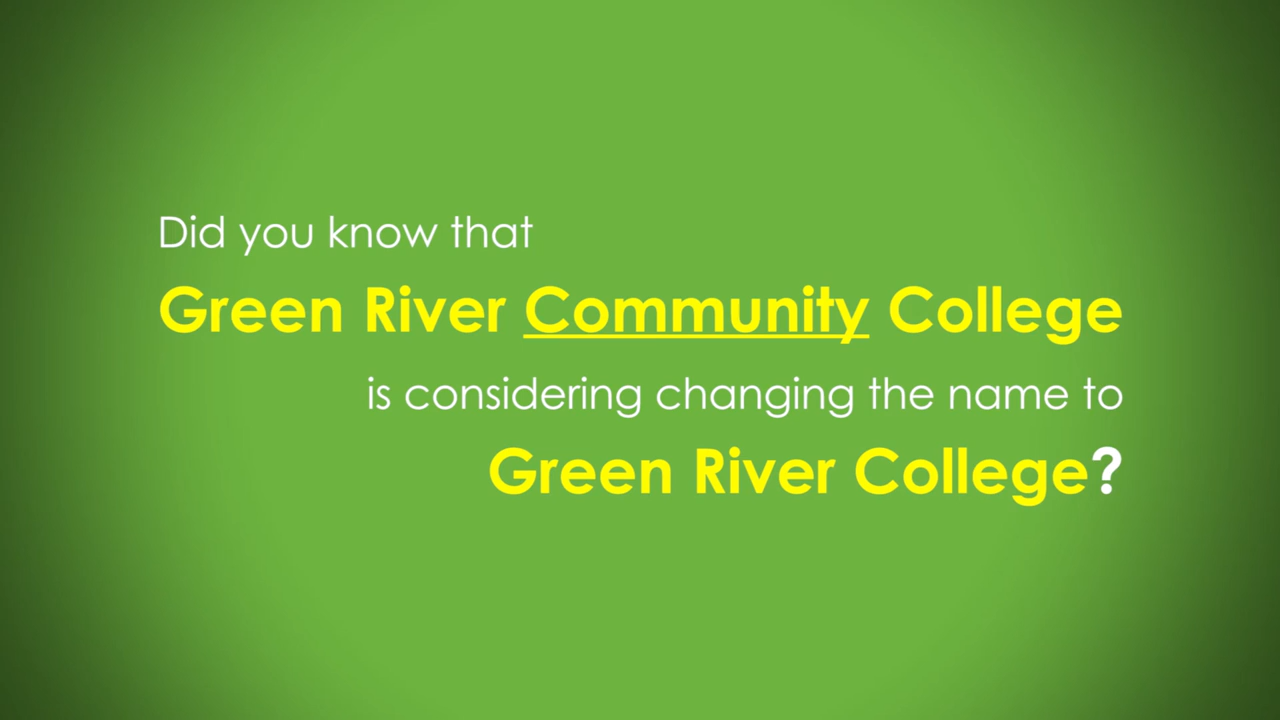 Did you know that
Green River Community College
is considering changing the name to
Green River College?